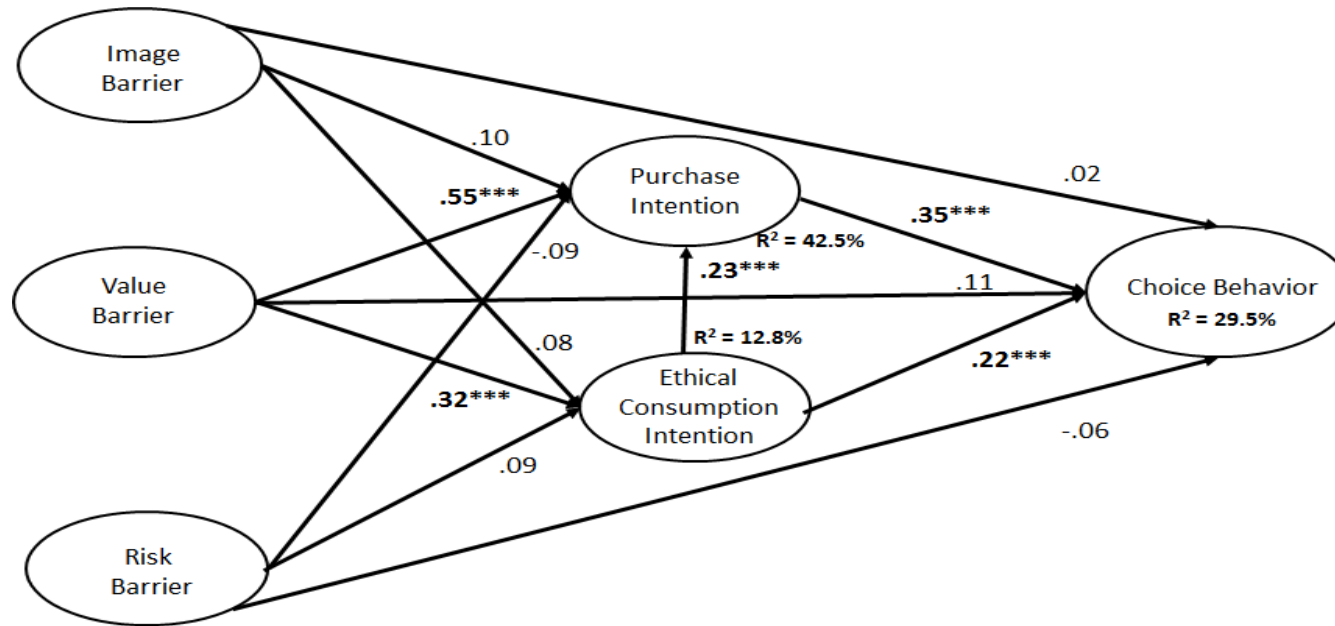 Image
Barrier
.10
Purchase
Intention
.02
.55***
.35***
R² = 42.5%
-.09
.23***
Value
Barrier
.11
Choice Behavior
R² = 29.5%
.08
R² = 12.8%
.22***
Ethical
Consumption
Intention
.32***
-.06
.09
Risk
Barrier